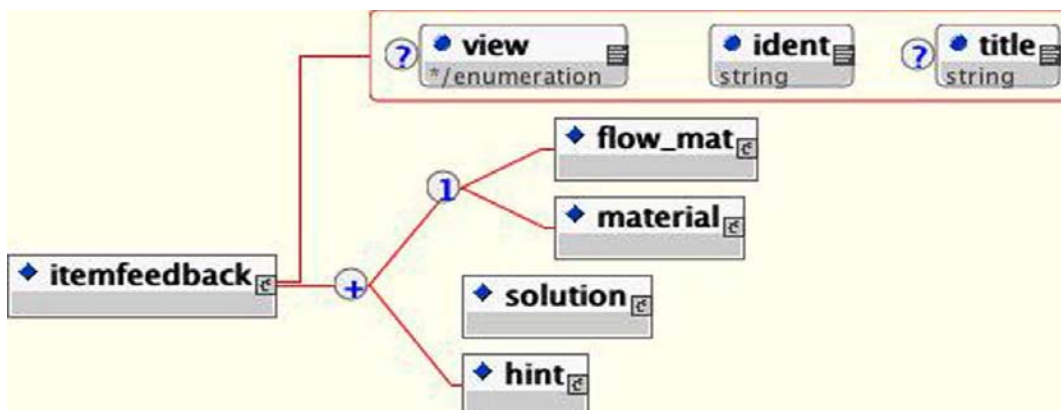 ? view ident ? title
*/enumeration string string
flow_mat
1
material
itemfeedback
+
solution
hint